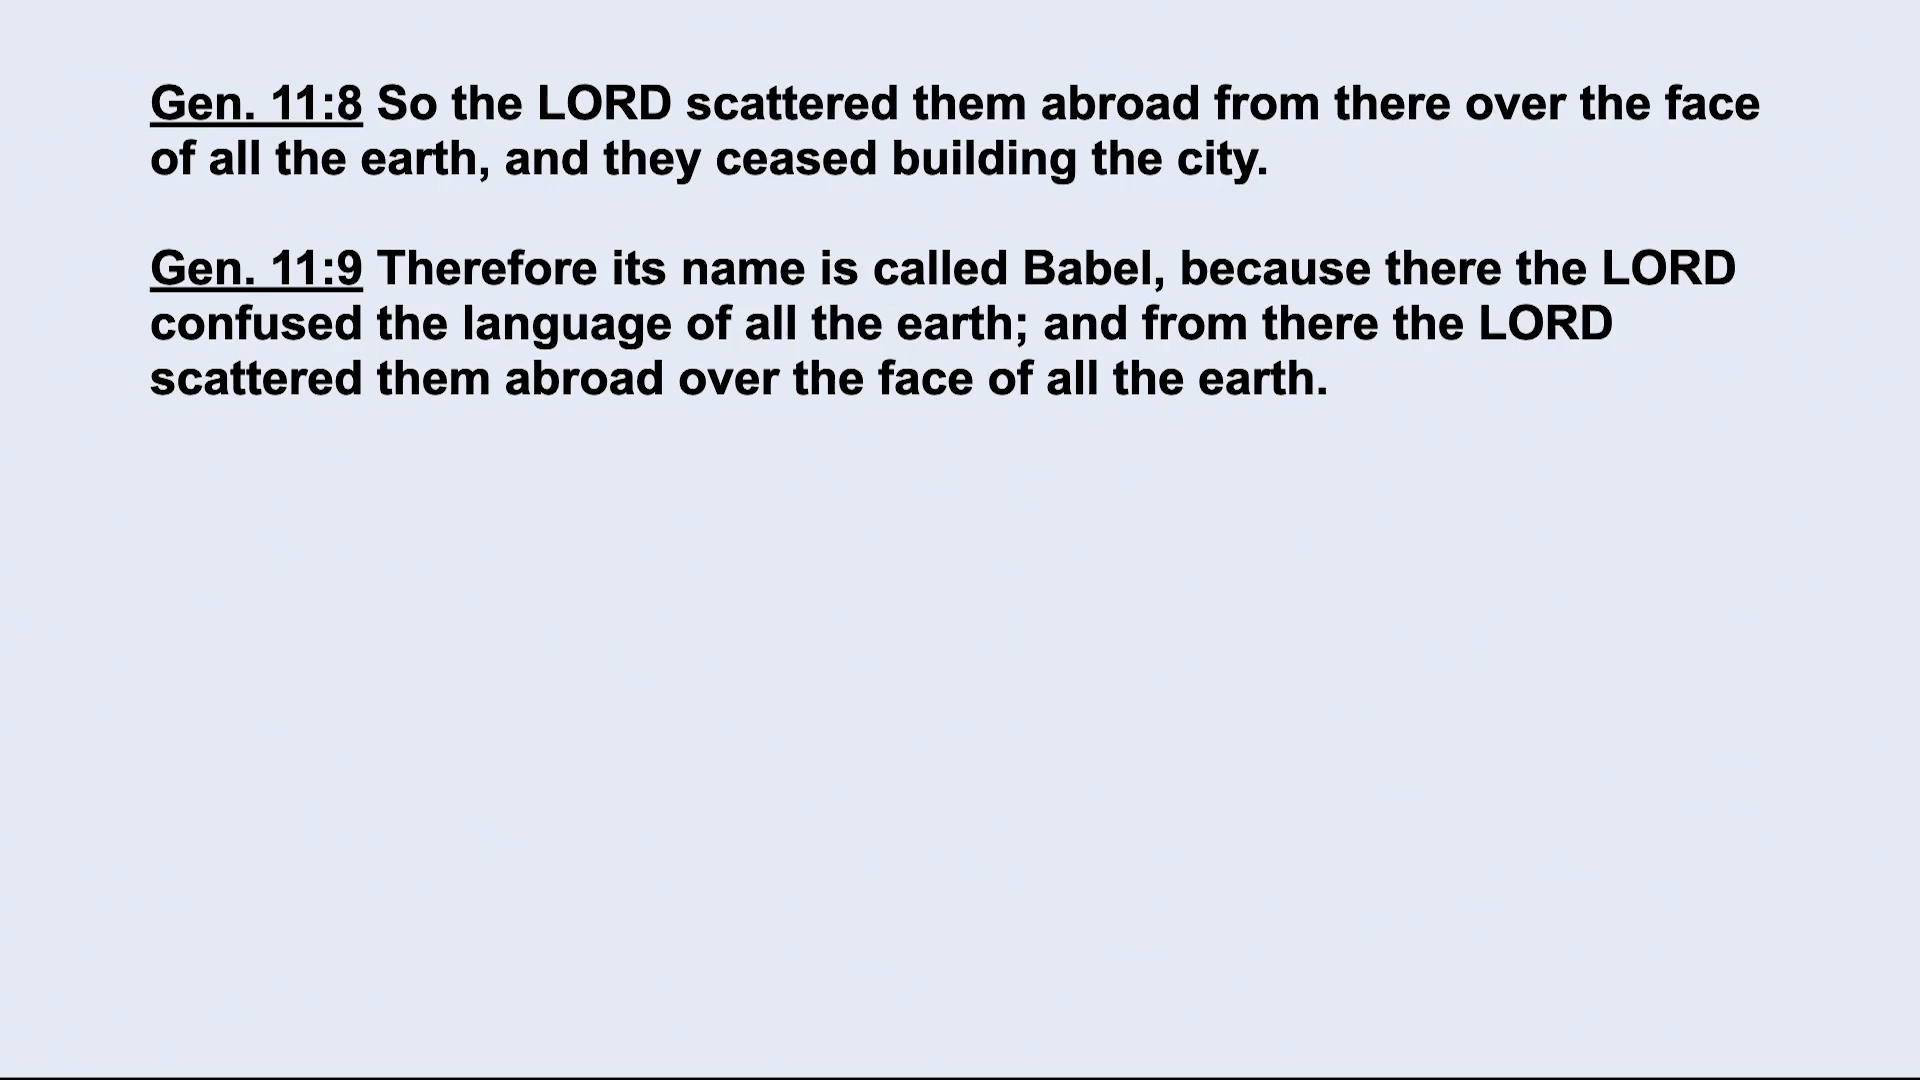 Gen. 11:8 So the LORD scattered them abroad from there over the face
of all the earth, and they ceased building the city.
Gen. 11:9 Therefore its name is called Babel, because there the LORD
confused the language of all the earth; and from there the LORD
scattered them abroad over the face of all the earth.